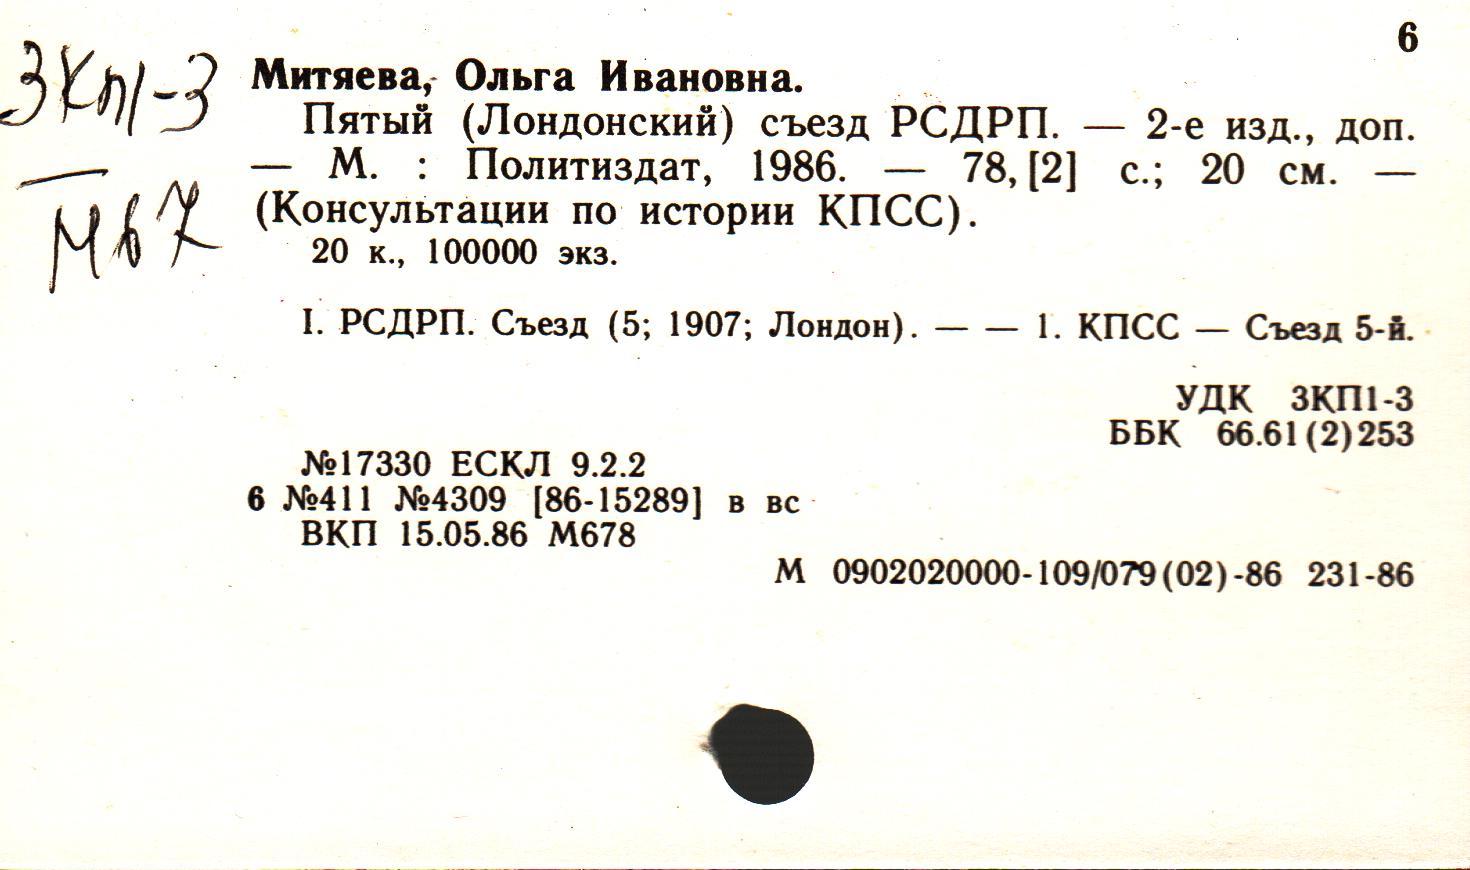 6
3КП1-3
Мв7
Митяева, Ольга Ивановна.
Пятый (Лондонский) съезд РСДРП. — 2-е изд., доп.
— М. : Политиздат, 1986. — 78, [2] с.; 20 см. —
(Консультации по истории КПСС).
20 к., 100000 экз.
I. РСДРП. Съезд (5; 1907; Лондон). — — 1. КПСС — Съезд 5-й.
УДК 3КП1-3
ББК 66.61(2)253
№17330 ЕСКЛ 9.2.2
6 №411 №4309 [86-15289] в вс
ВКП 15.05.86 М678
М 0902020000-109/079(02)-86 231-86